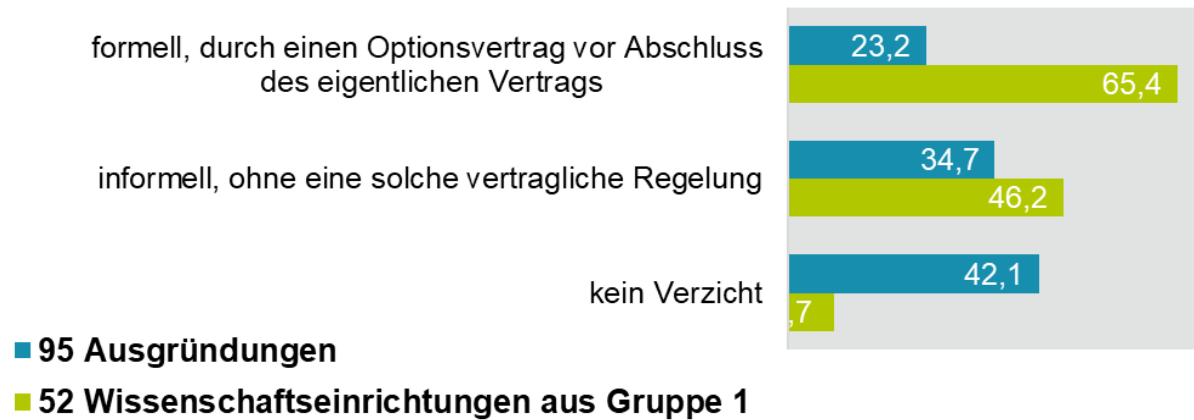 formell, durch einen Optionsvertrag vor Abschluss
des eigentlichen Vertrags
23,2
65,4
informell, ohne eine solche vertragliche Regelung
34,7
46,2
kein Verzicht
42,1
,7
95 Ausgründungen
52 Wissenschaftseinrichtungen aus Gruppe 1